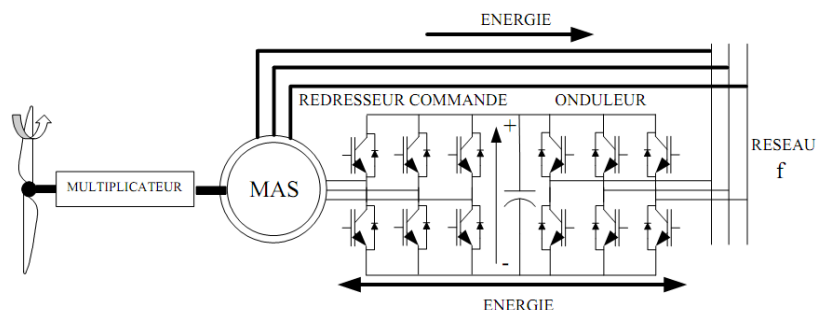 ENERGIE
REDRESSEUR COMMANDE
ONDULEUR
+
RESEAU
f
MULTIPLICATEUR
MAS
-
ENERGIE